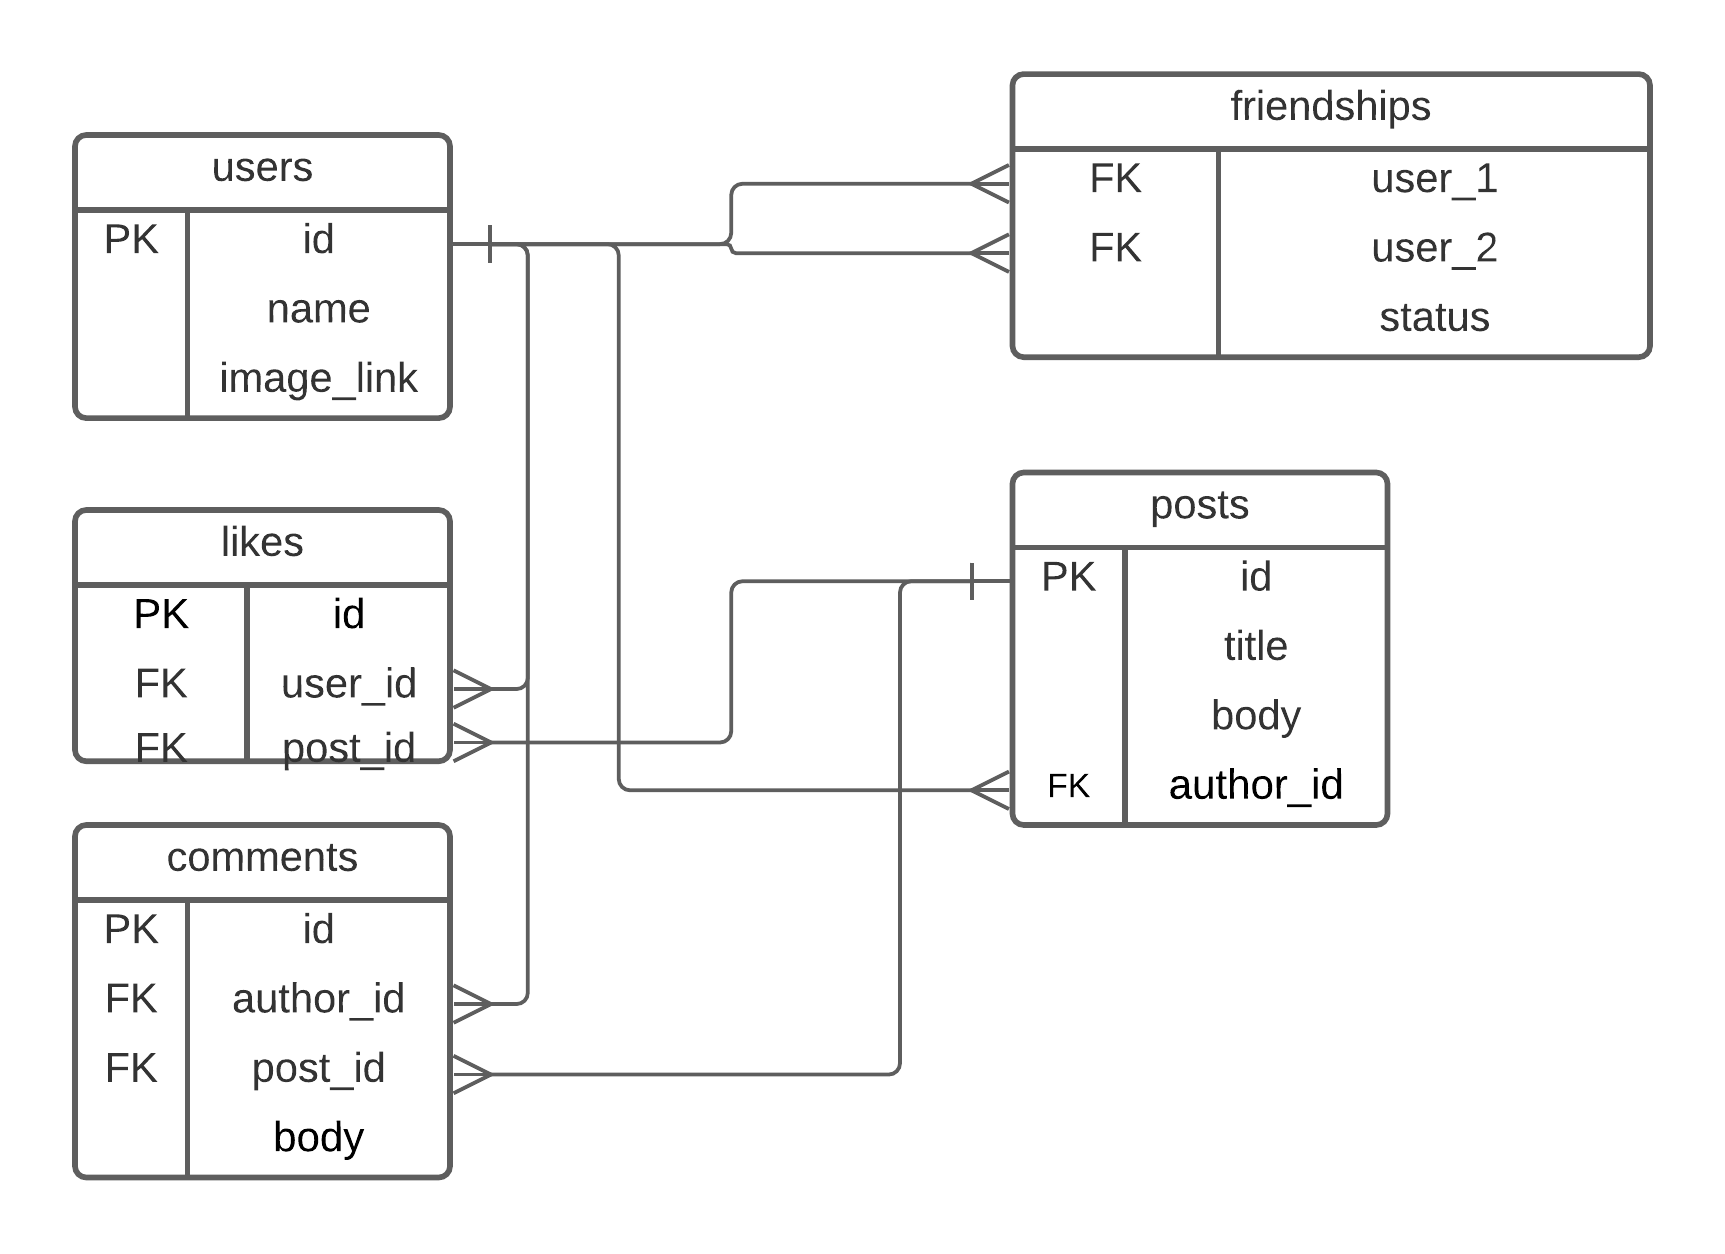 users
PK id
name
image_link
friendships
FK user_1
FK user_2
status
likes
PK id
FK user_id
FK post_id
posts
PK id
title
body
FK author_id
comments
PK id
FK author_id
FK post_id
body